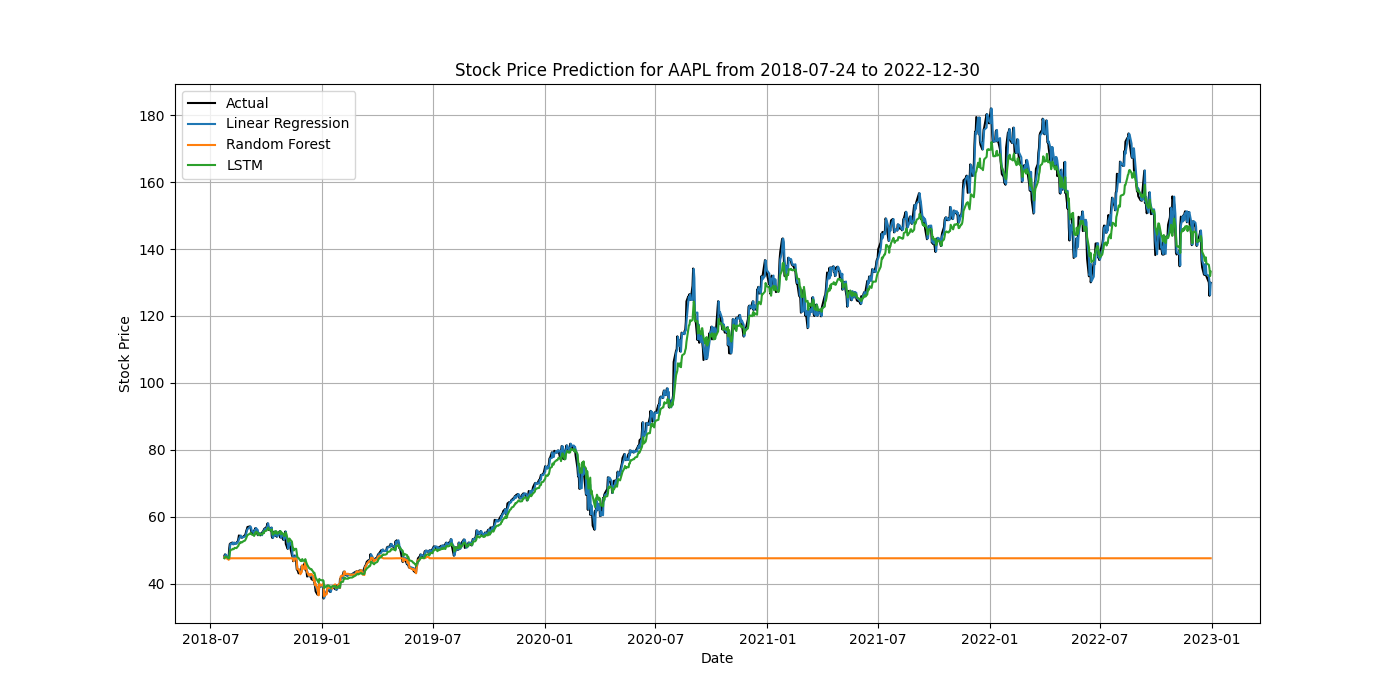 Stock Price Prediction for AAPL from 2018-07-24 to 2022-12-30
Actual
Linear Regression
Random Forest
LSTM
180
160
140
120
100
80
60
40
Stock Price
2018-07 2019-01 2019-07 2020-01 2020-07 2021-01 2021-07 2022-01 2022-07 2023-01
Date